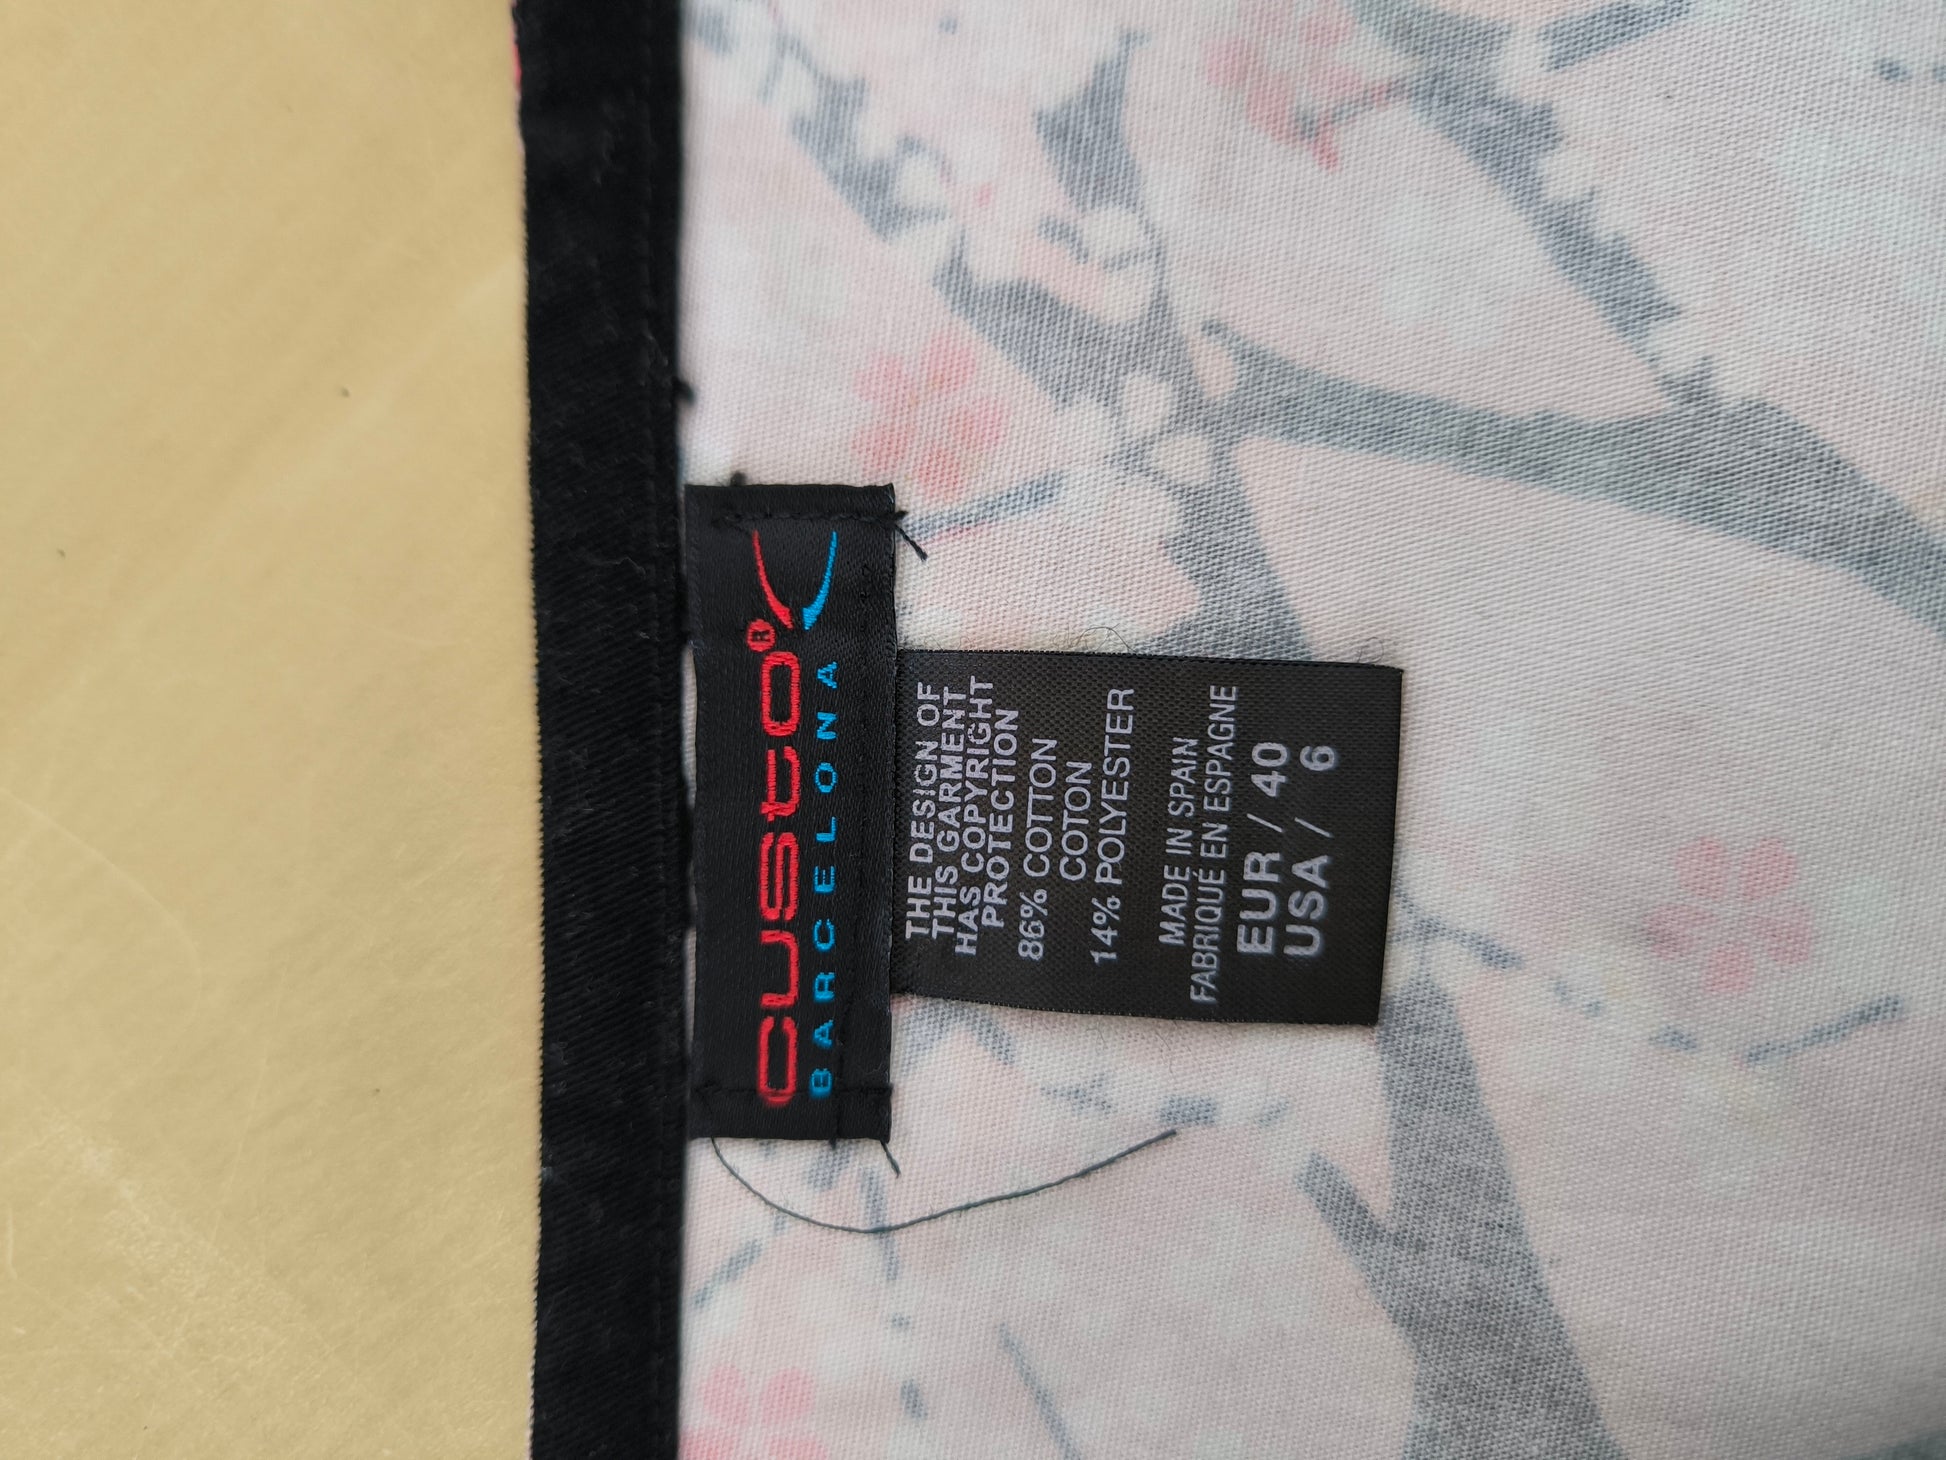 custo®
BARCELONA
THE DESIGN OF
THIS GARMENT
HAS COPYRIGHT
PROTECTION
86% COTTON
COTON
14% POLYESTER
MADE IN SPAIN
FABRIQUÉ EN ESPAGNE
EUR / 40
USA / 6